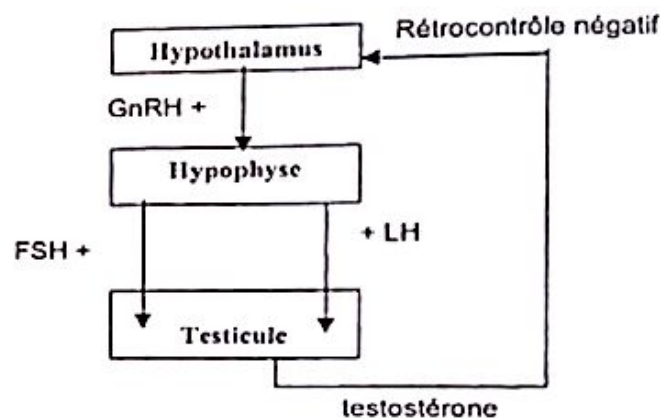 Rétrocontrôle négatif
Hypothalamus
GnRH +
Hypophyse
FSH +
+ LH
Testicule
testostérone